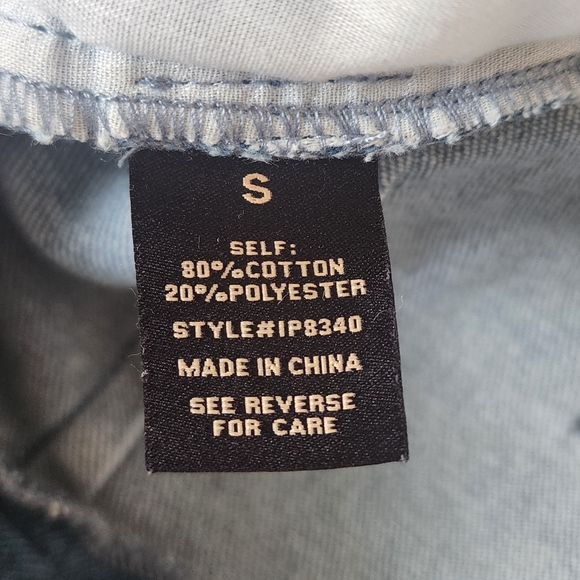 S
SELF:
80%COTTON
20%POLYESTER
STYLE#IP8340
MADE IN CHINA
SEE REVERSE
FOR CARE